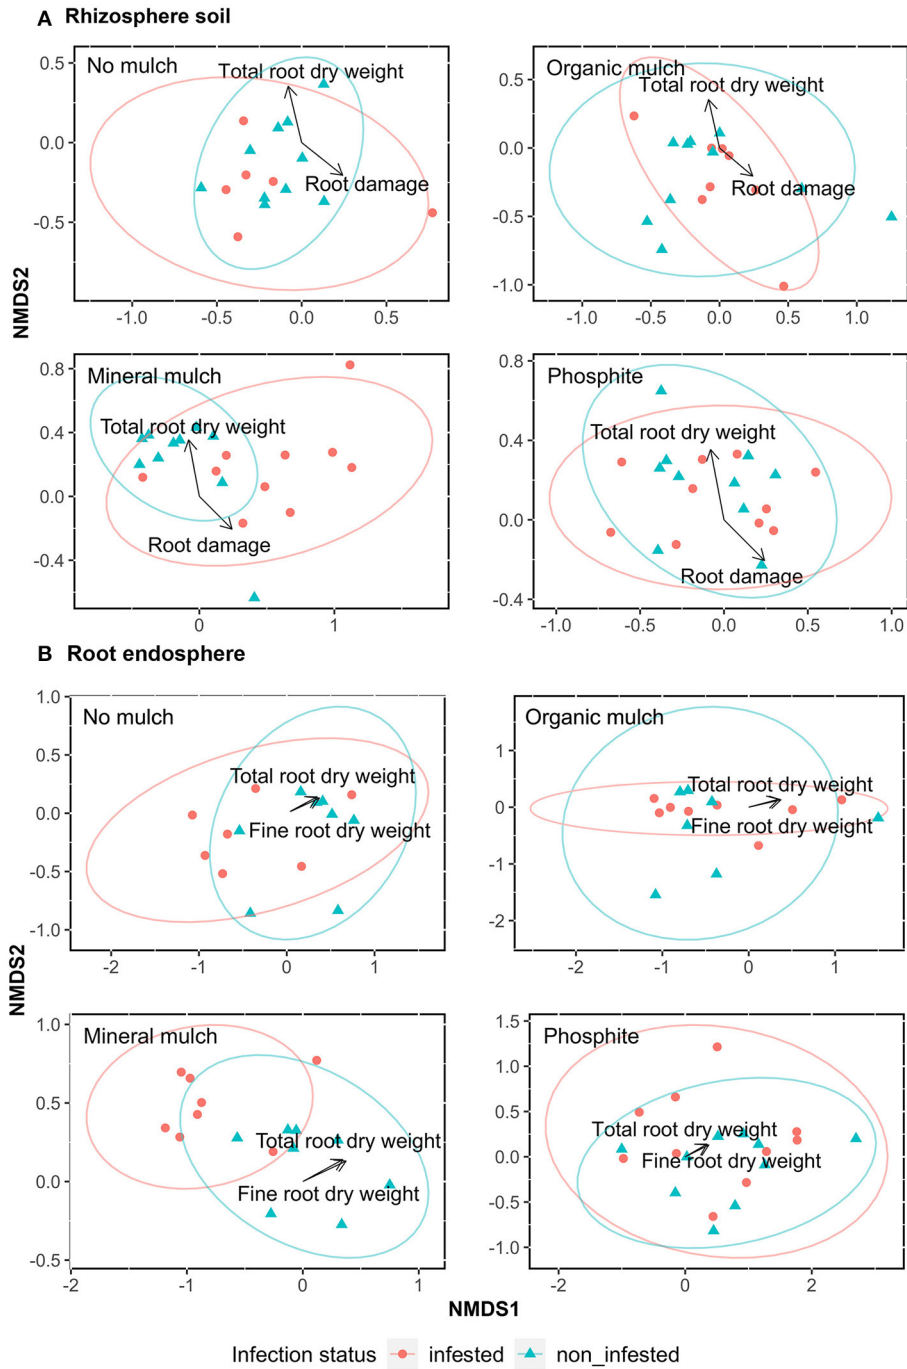 A Rhizosphere soil
No mulch
Total root dry weight
Root damage
0.5
0.0
-0.5
-1.0
-0.5
0.0
0.5
Organic mulch
Total root dry weight
Root damage
0.5
0.0
-0.5
-1.0
-1.0
-0.5
0.0
0.5
1.0
NMDS2
Mineral mulch
Total root dry weight
Root damage
0.8
0.4
0.0
-0.4
0
1
Phosphite
Total root dry weight
Root damage
0.8
0.4
0.0
-0.4
-1.0
-0.5
0.0
0.5
1.0
B Root endosphere
No mulch
Total root dry weight
Fine root dry weight
1.0
0.5
0.0
-0.5
-1.0
-2
-1
0
1
Organic mulch
Total root dry weight
Fine root dry weight
1
0
-1
-2
-2
-1
0
1
NMDS2
Mineral mulch
Total root dry weight
Fine root dry weight
1.0
0.5
0.0
-0.5
-2
-1
0
1
Phosphite
Total root dry weight
Fine root dry weight
1.5
1.0
0.5
0.0
-0.5
-1.0
0
2
NMDS1
Infection status infested non_infested